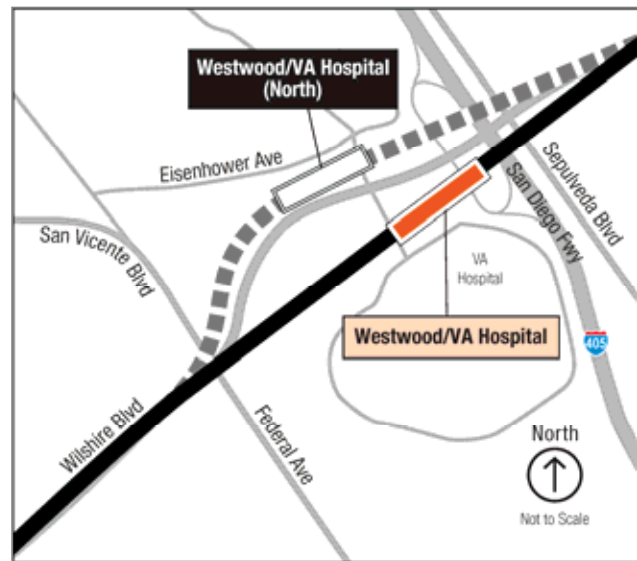 Westwood/VA Hospital
(North)
Eisenhower Ave
San Vicente Blvd
Sepulveda Blvd
San Diego Fwy
VA
Hospital
Westwood/VA Hospital
405
Wilshire Blvd
Federal Ave
North
Not to Scale